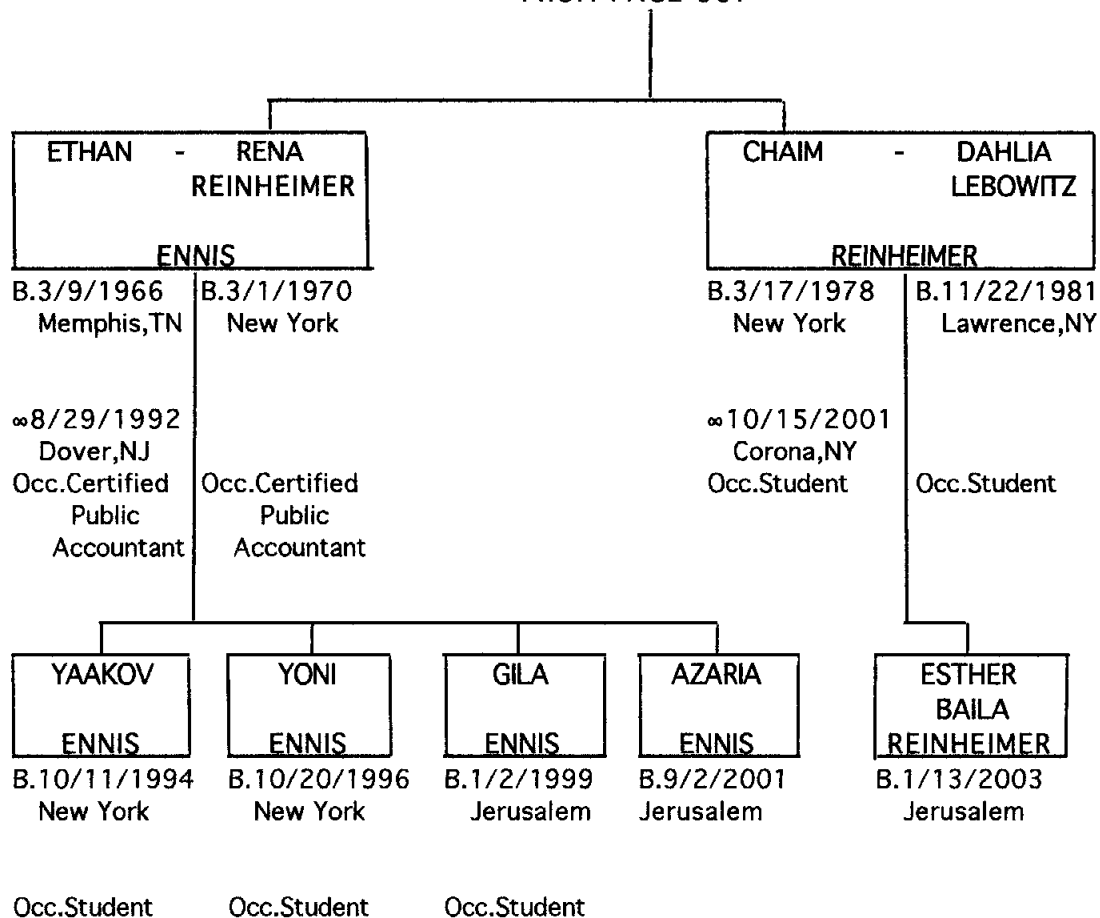 ETHAN - RENA
REINHEIMER
ENNIS
B.3/9/1966 B.3/1/1970
Memphis,TN New York
∞8/29/1992
Dover,NJ
Occ.Certified Occ.Certified
Public Public
Accountant Accountant
CHAIM - DAHLIA
LEBOWITZ
REINHEIMER
B.3/17/1978 B.11/22/1981
New York Lawrence,NY
∞10/15/2001
Corona,NY
Occ.Student Occ.Student
YAAKOV
ENNIS
B.10/11/1994
New York
Occ.Student
YONI
ENNIS
B.10/20/1996
New York
Occ.Student
GILA
ENNIS
B.1/2/1999
Jerusalem
Occ.Student
AZARIA
ENNIS
B.9/2/2001
Jerusalem
ESTHER
BAILA
REINHEIMER
B.1/13/2003
Jerusalem